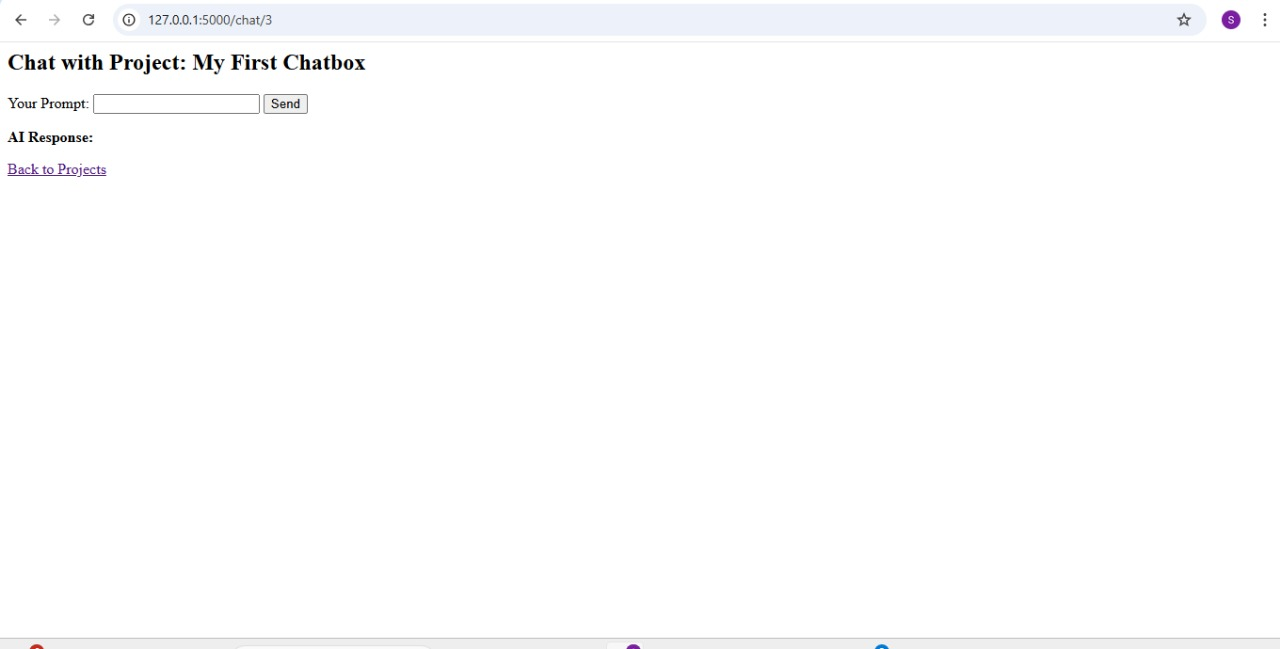 127.0.0.1:5000/chat/3
S
Chat with Project: My First Chatbox
Your Prompt: Send
AI Response:
Back to Projects